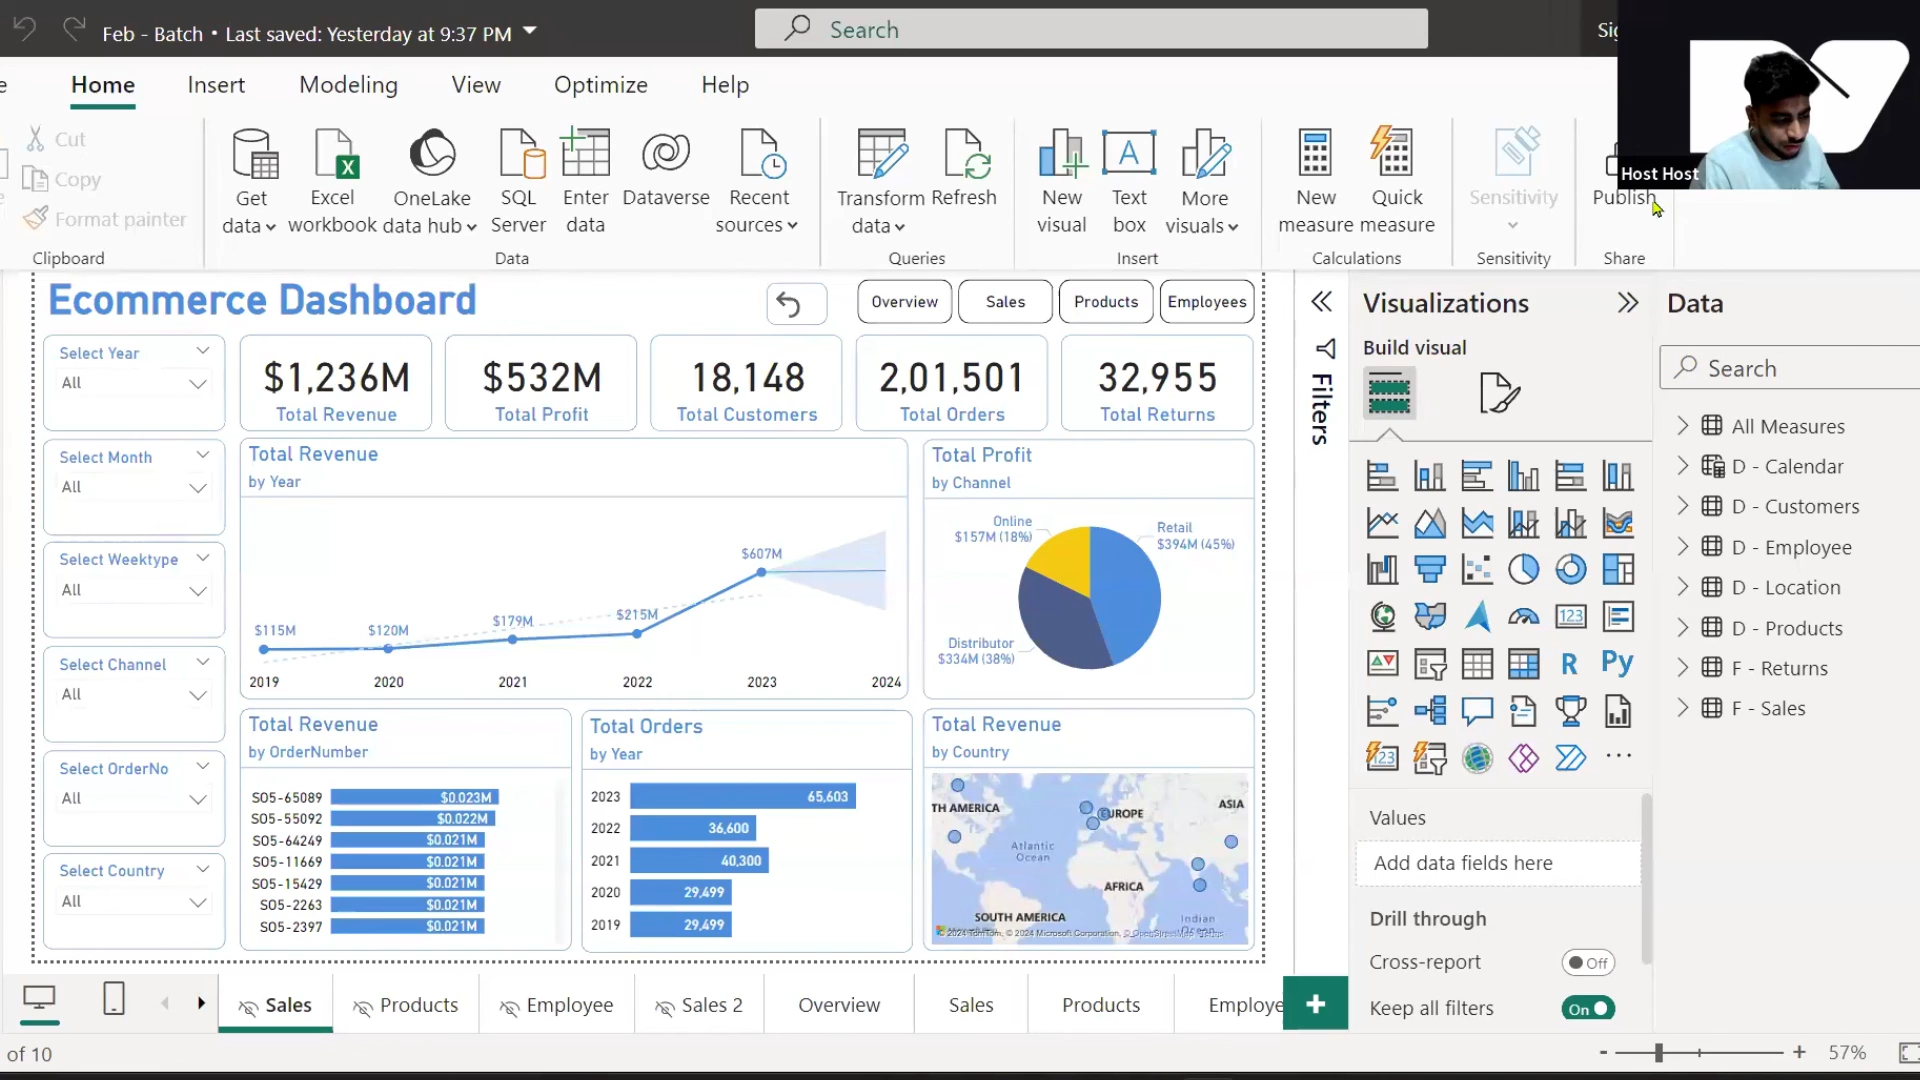 Feb - Batch • Last saved: Yesterday at 9:37 PM
Search
Host Host
Home
Insert
Modeling
View
Optimize
Help
Cut
Copy
Format painter
Clipboard
Get data
Excel workbook
OneLake data hub
SQL Server
Enter data
Dataverse
Recent sources
Data
Transform data
Refresh
Queries
New visual
Text box
More visuals
Insert
New measure
Quick measure
Calculations
Sensitivity
Sensitivity
Publish
Share
Ecommerce Dashboard
Overview
Sales
Products
Employees
Select Year
All
Select Month
All
Select Weektype
All
Select Channel
All
Select OrderNo
All
Select Country
All
$1,236M
Total Revenue
$532M
Total Profit
18,148
Total Customers
2,01,501
Total Orders
32,955
Total Returns
Total Revenue
by Year
$115M
$120M
$179M
$215M
$607M
2019
2020
2021
2022
2023
2024
Total Profit
by Channel
Online
$157M (18%)
Retail
$394M (45%)
Distributor
$334M (38%)
Total Revenue
by OrderNumber
SO5-65089 $0.023M
SO5-55092 $0.022M
SO5-64249 $0.021M
SO5-11669 $0.021M
SO5-15429 $0.021M
SO5-2263 $0.021M
SO5-2397 $0.021M
Total Orders
by Year
2023 65,603
2022 36,600
2021 40,300
2020 29,499
2019 29,499
Total Revenue
by Country
TH AMERICA
EUROPE
ASIA
Atlantic
Ocean
AFRICA
SOUTH AMERICA
Indian
Ocean
© 2024 TomTom, © 2024 Microsoft Corporation, © OpenStreetMap
Filters
Visualizations
Build visual
123
R
Py
123
Values
Add data fields here
Drill through
Cross-report
Off
Keep all filters
On
Data
Search
All Measures
D - Calendar
D - Customers
D - Employee
D - Location
D - Products
F - Returns
F - Sales
Sales
Products
Employee
Sales 2
Overview
Sales
Products
Employe
+
of 10
- + 57%